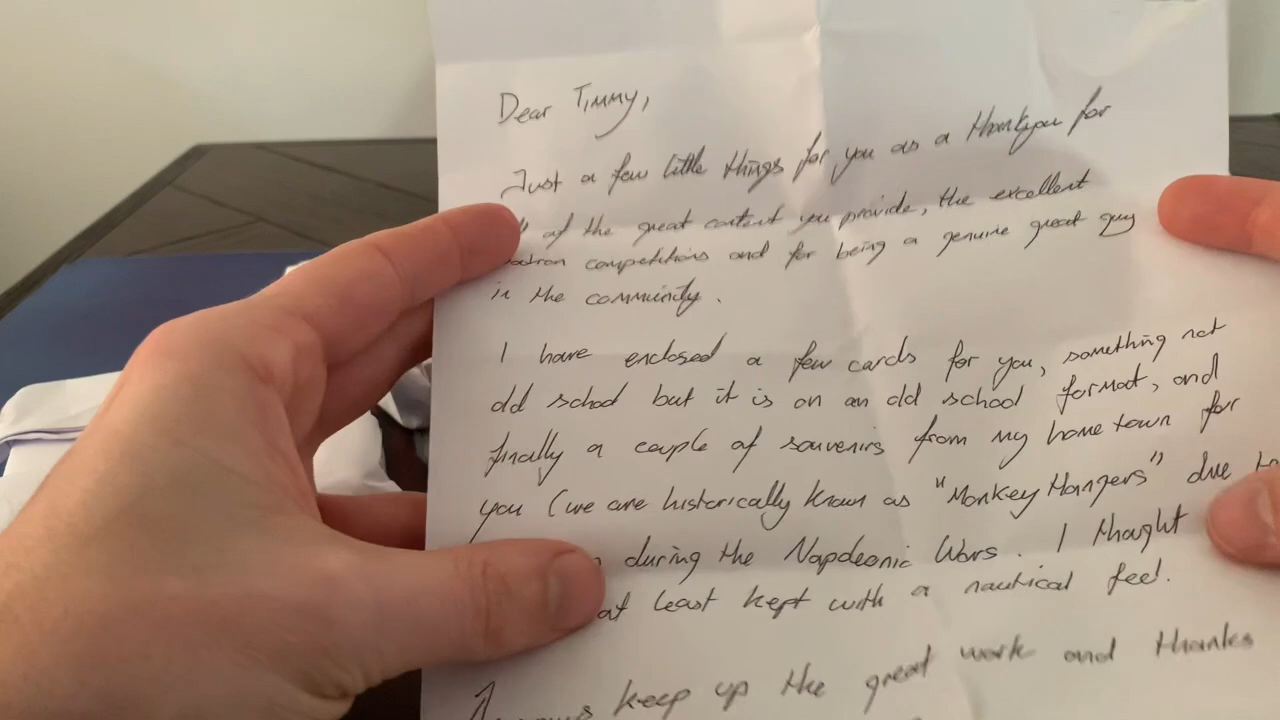 Dear Timmy,
Just a few little things for you as a thankyou for
of the great content you provide, the excellent
competitions and for being a genuine great guy
in the community.
I have enclosed a few cards for you, something not
old school but it is on an old school format, and
finally a couple of souvenirs from my home town for
you (we are historically known as "Monkey Hangers" due
during the Napoleonic Wars. I thought
at least kept with a nautical feel.
keep up the great work and thanks